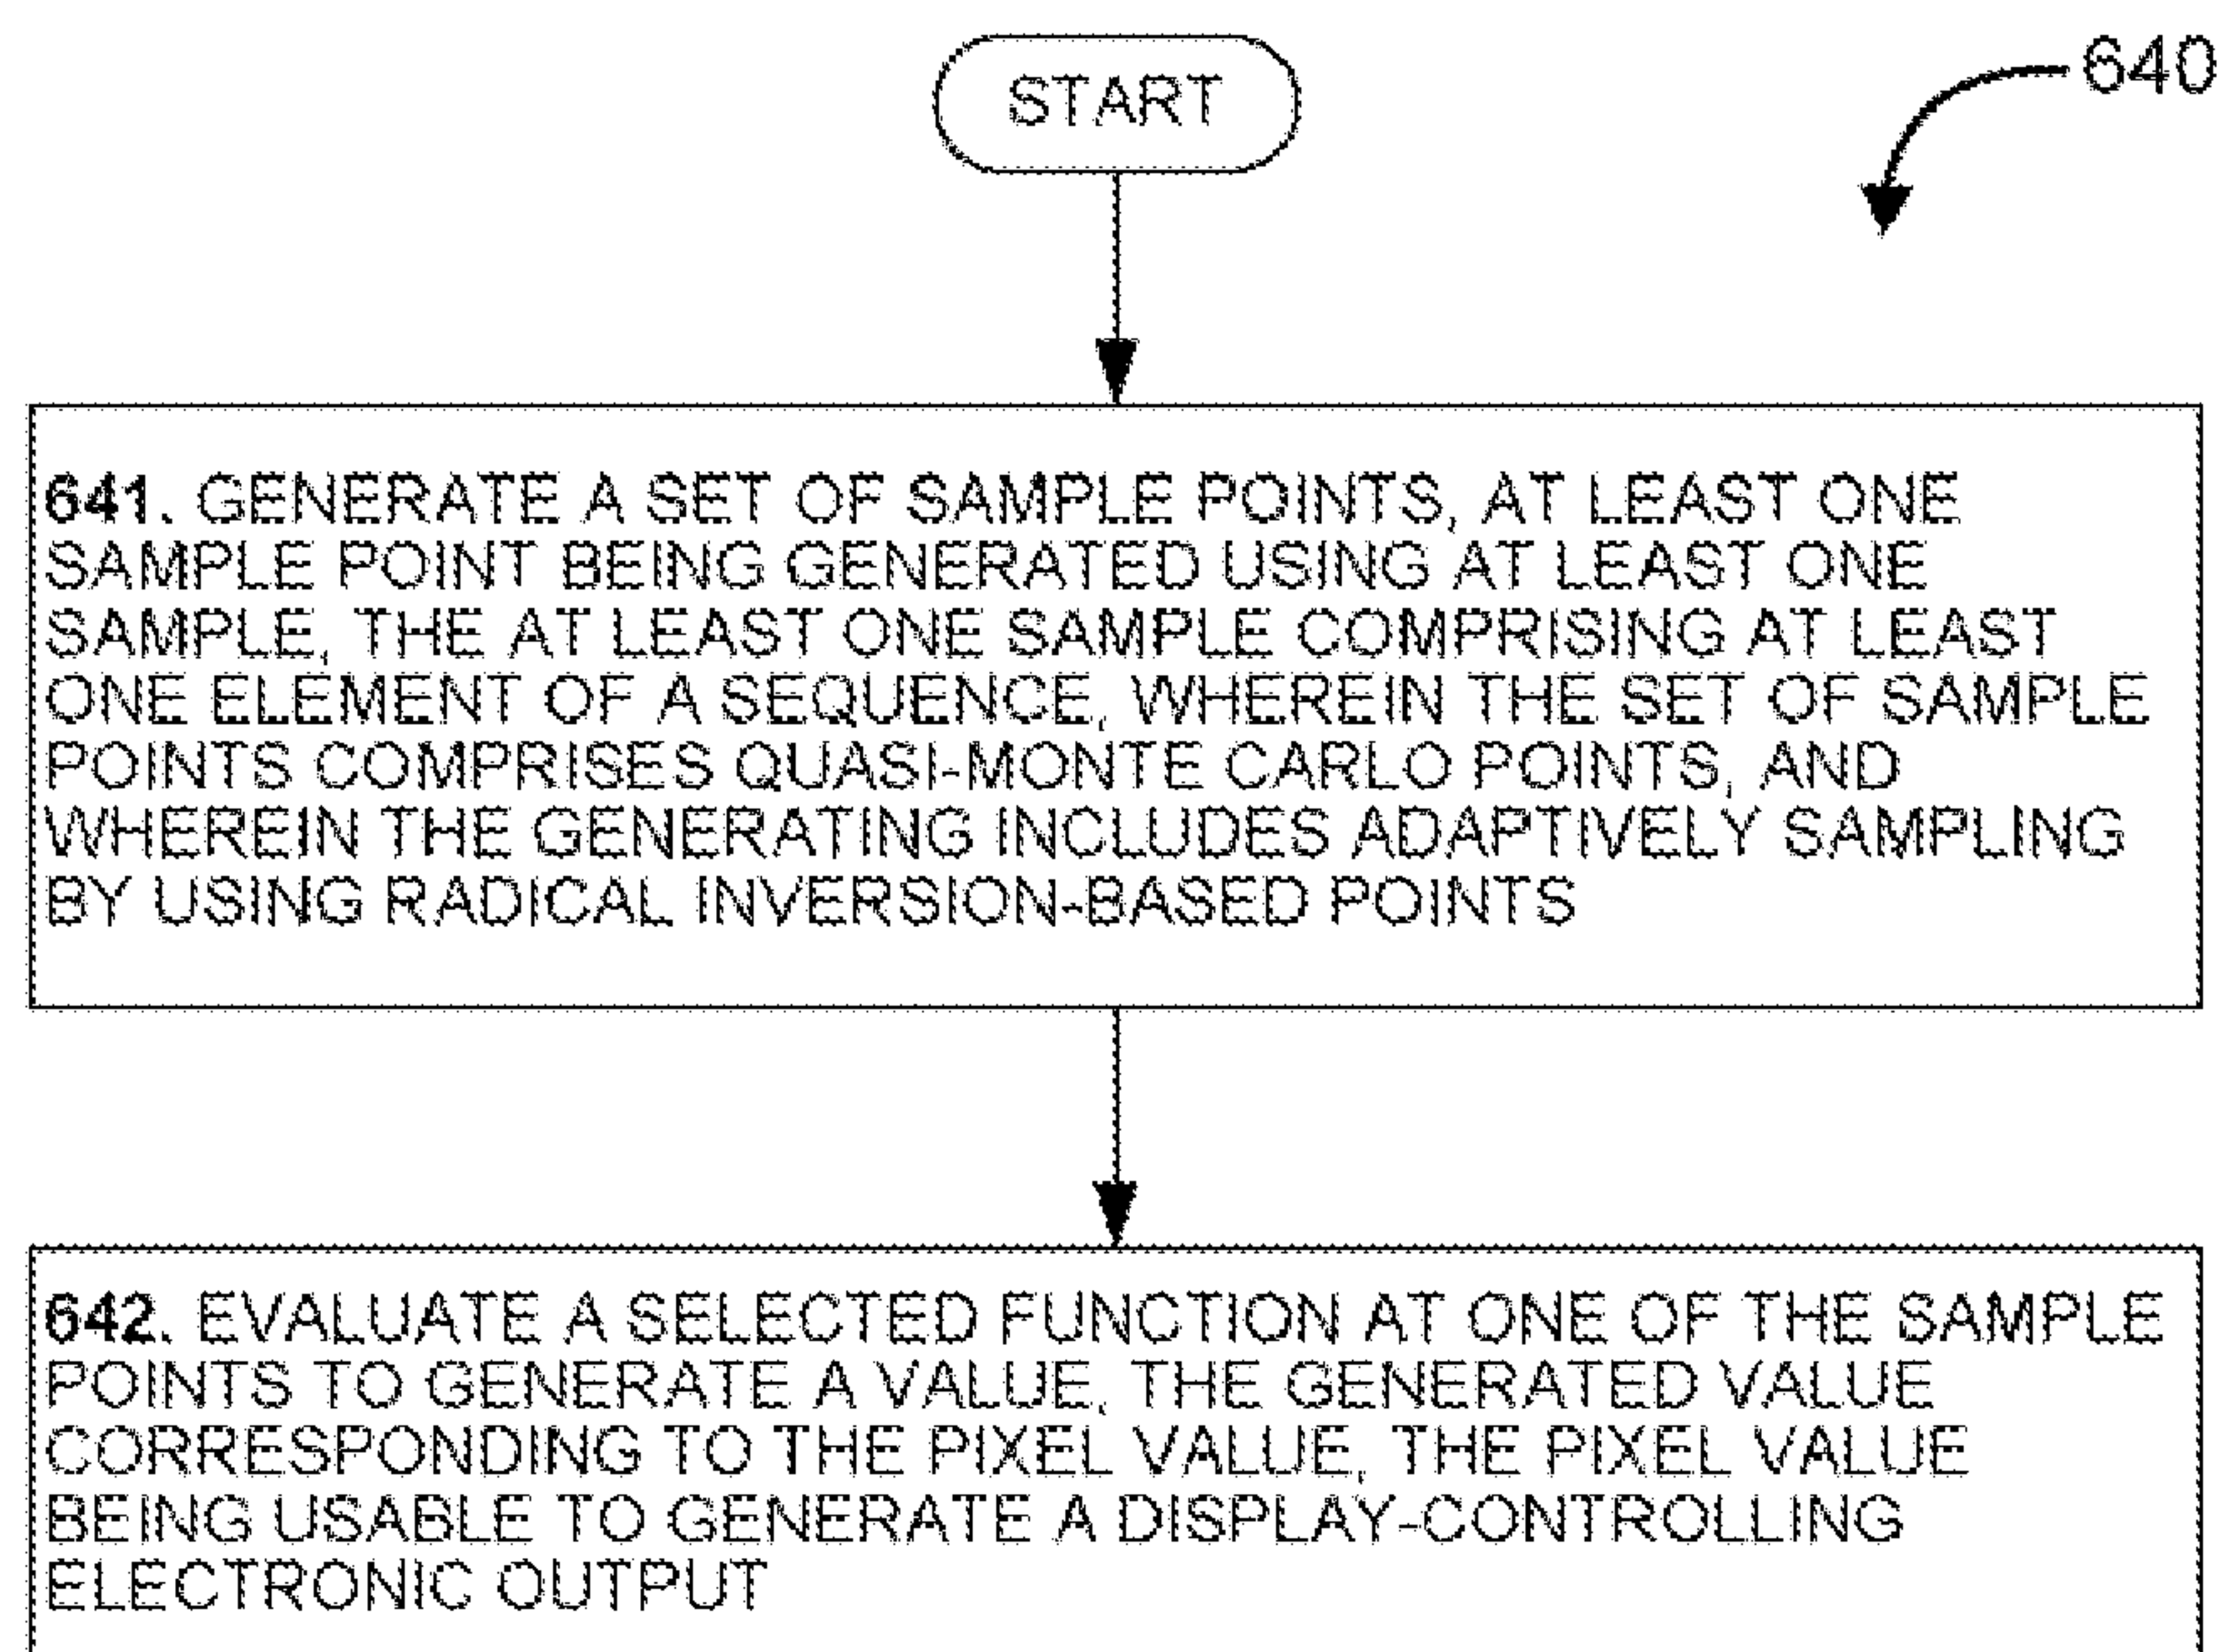 START
640
641. GENERATE A SET OF SAMPLE POINTS, AT LEAST ONE
SAMPLE POINT BEING GENERATED USING AT LEAST ONE
SAMPLE, THE AT LEAST ONE SAMPLE COMPRISING AT LEAST
ONE ELEMENT OF A SEQUENCE, WHEREIN THE SET OF SAMPLE
POINTS COMPRISES QUASI-MONTE CARLO POINTS, AND
WHEREIN THE GENERATING INCLUDES ADAPTIVELY SAMPLING
BY USING RADICAL INVERSION-BASED POINTS
642. EVALUATE A SELECTED FUNCTION AT ONE OF THE SAMPLE
POINTS TO GENERATE A VALUE, THE GENERATED VALUE
CORRESPONDING TO THE PIXEL VALUE, THE PIXEL VALUE
BEING USABLE TO GENERATE A DISPLAY-CONTROLLING
ELECTRONIC OUTPUT